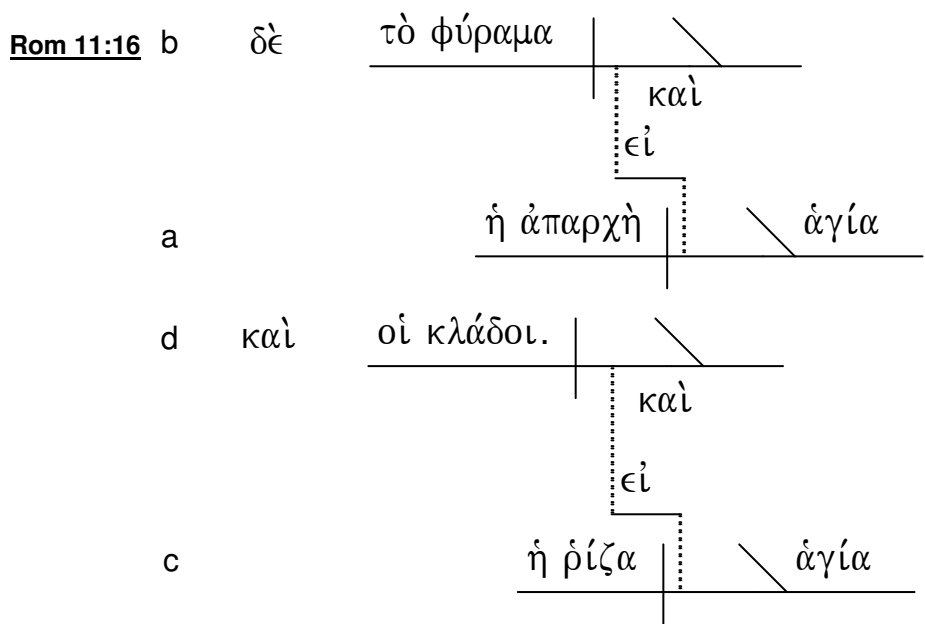 Rom 11:16 b δὲ τὸ φύραμα
καὶ
εἰ
a ἡ ἀπαρχὴ ἁγία
d καὶ οἱ κλάδοι.
καὶ
εἰ
c ἡ ῥίζα ἁγία